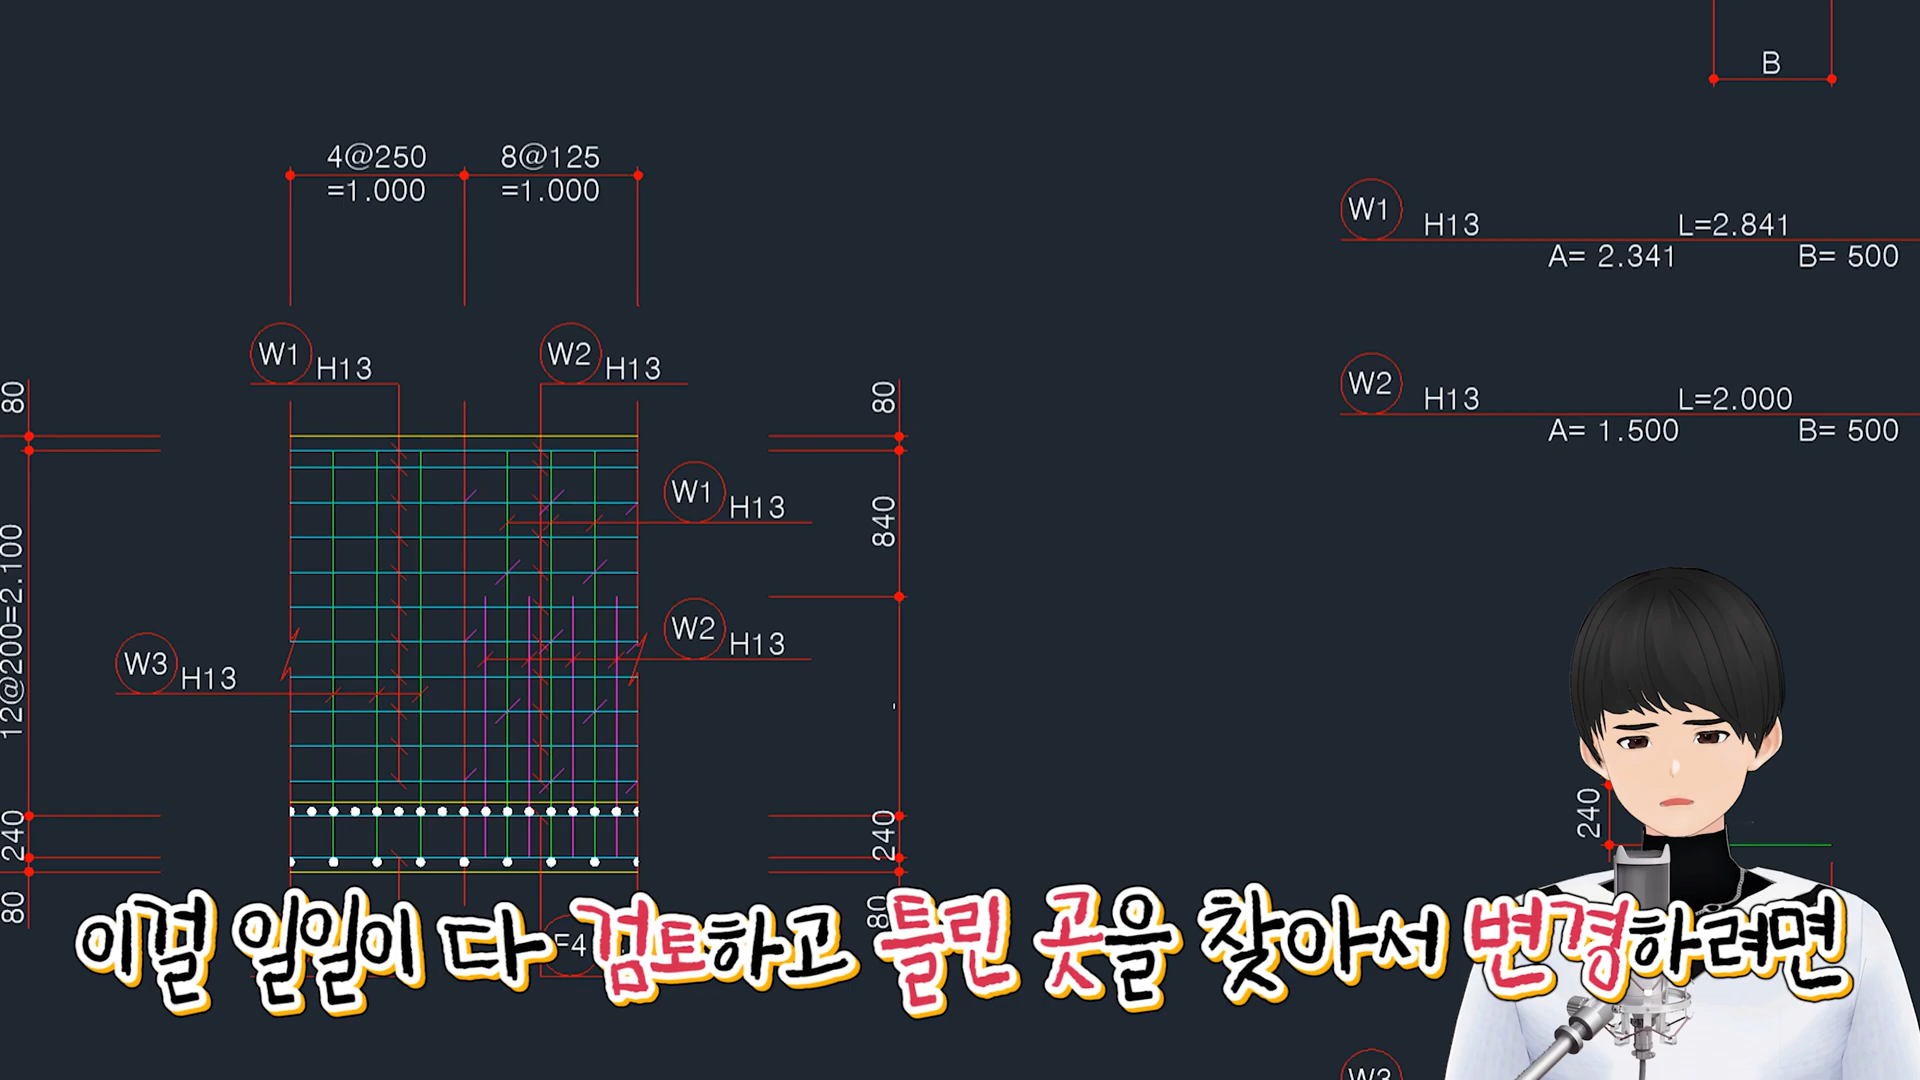 B
4@250
=1.000
8@125
=1.000
W1 H13 L=2.841
A= 2.341 B= 500
W1 H13
W2 H13
W2 H13 L=2.000
A= 1.500 B= 500
80
80
W1 H13
840
12@200=2.100
W2 H13
W3 H13
240
240
240
80
80
F4
이걸 일일이 다 검토하고 틀린 곳을 찾아서 변경하려면
W3